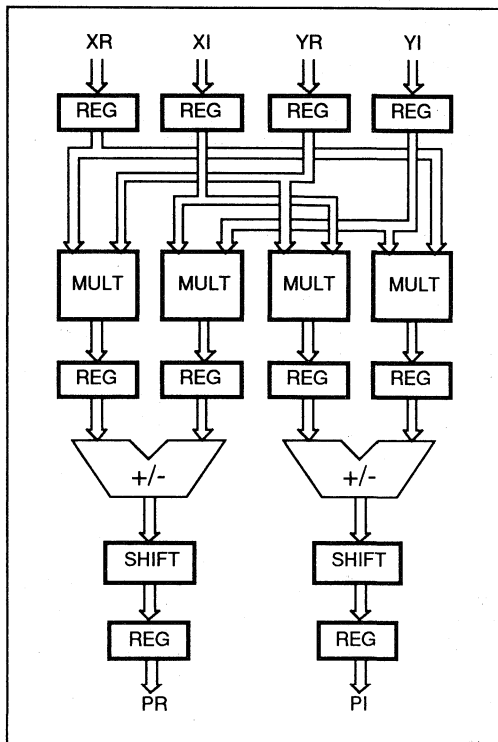 XR XI YR YI
REG REG REG REG
MULT MULT MULT MULT
REG REG REG REG
+/- +/-
SHIFT SHIFT
REG REG
PR PI